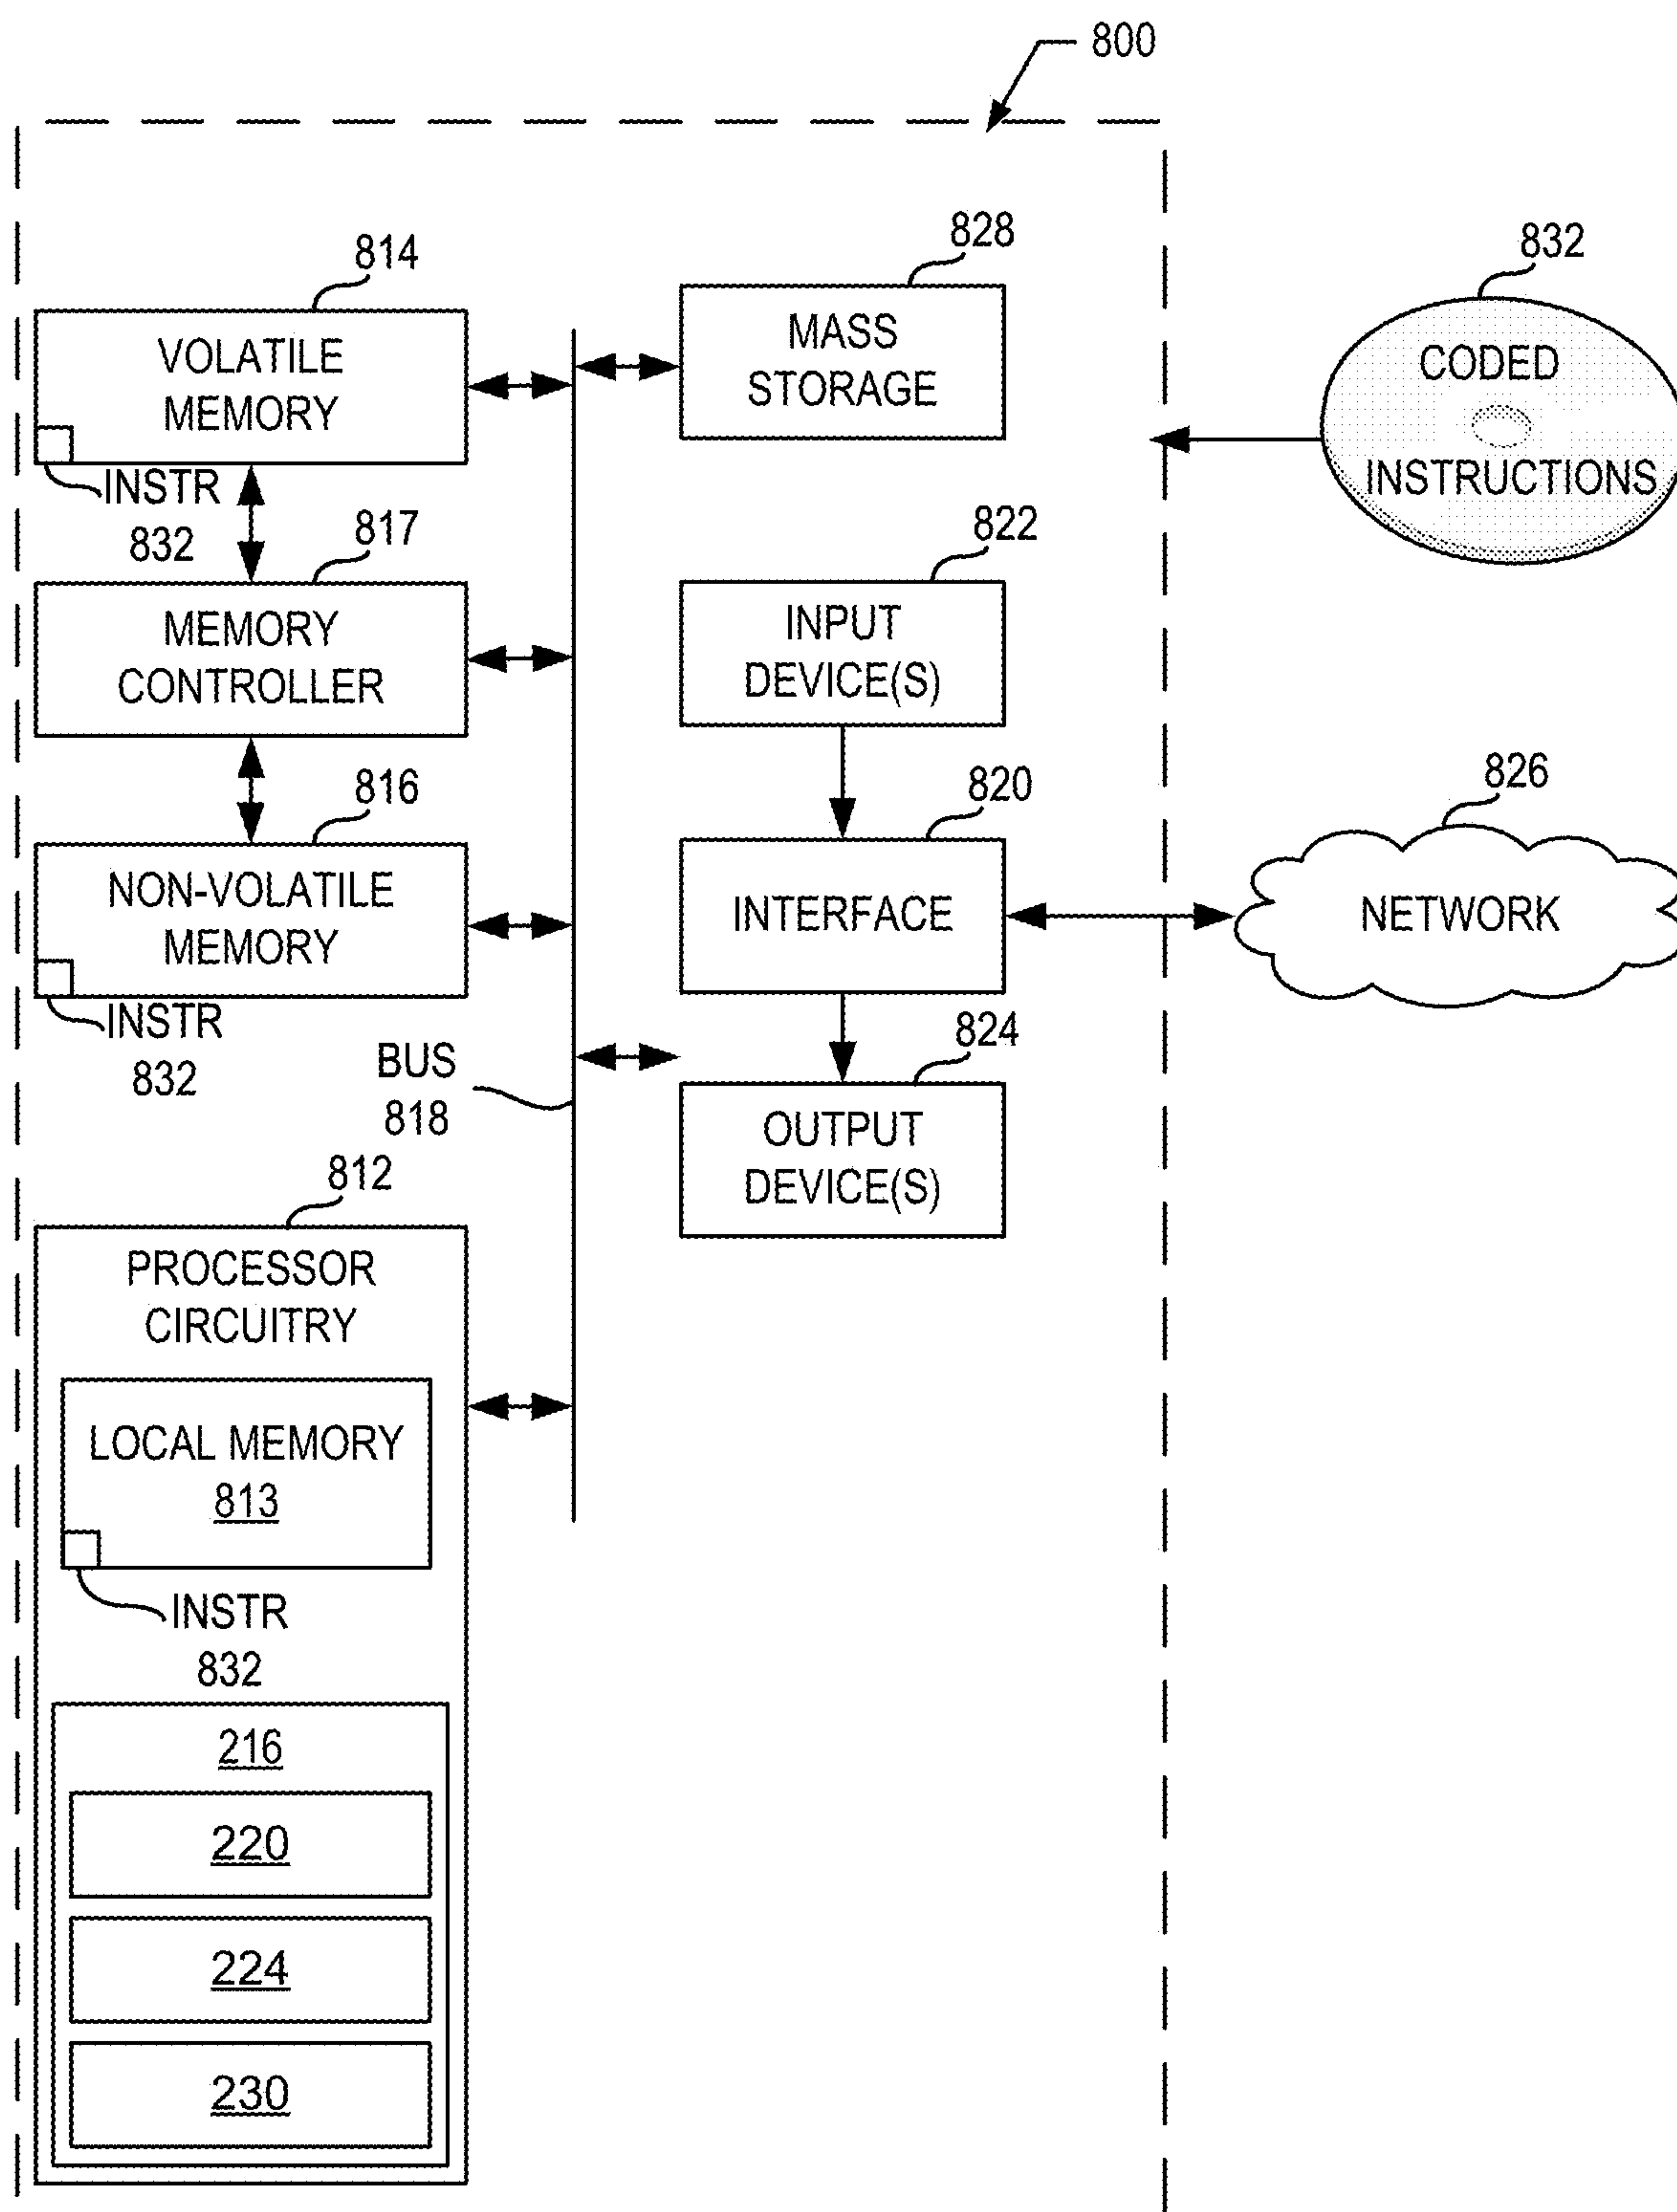 800
814
VOLATILE
MEMORY
INSTR
832
817
MEMORY
CONTROLLER
816
NON-VOLATILE
MEMORY
INSTR
832
BUS
818
812
PROCESSOR
CIRCUITRY
LOCAL MEMORY
813
INSTR
832
216
220
224
230
828
MASS
STORAGE
822
INPUT
DEVICE(S)
820
INTERFACE
824
OUTPUT
DEVICE(S)
832
CODED
INSTRUCTIONS
826
NETWORK